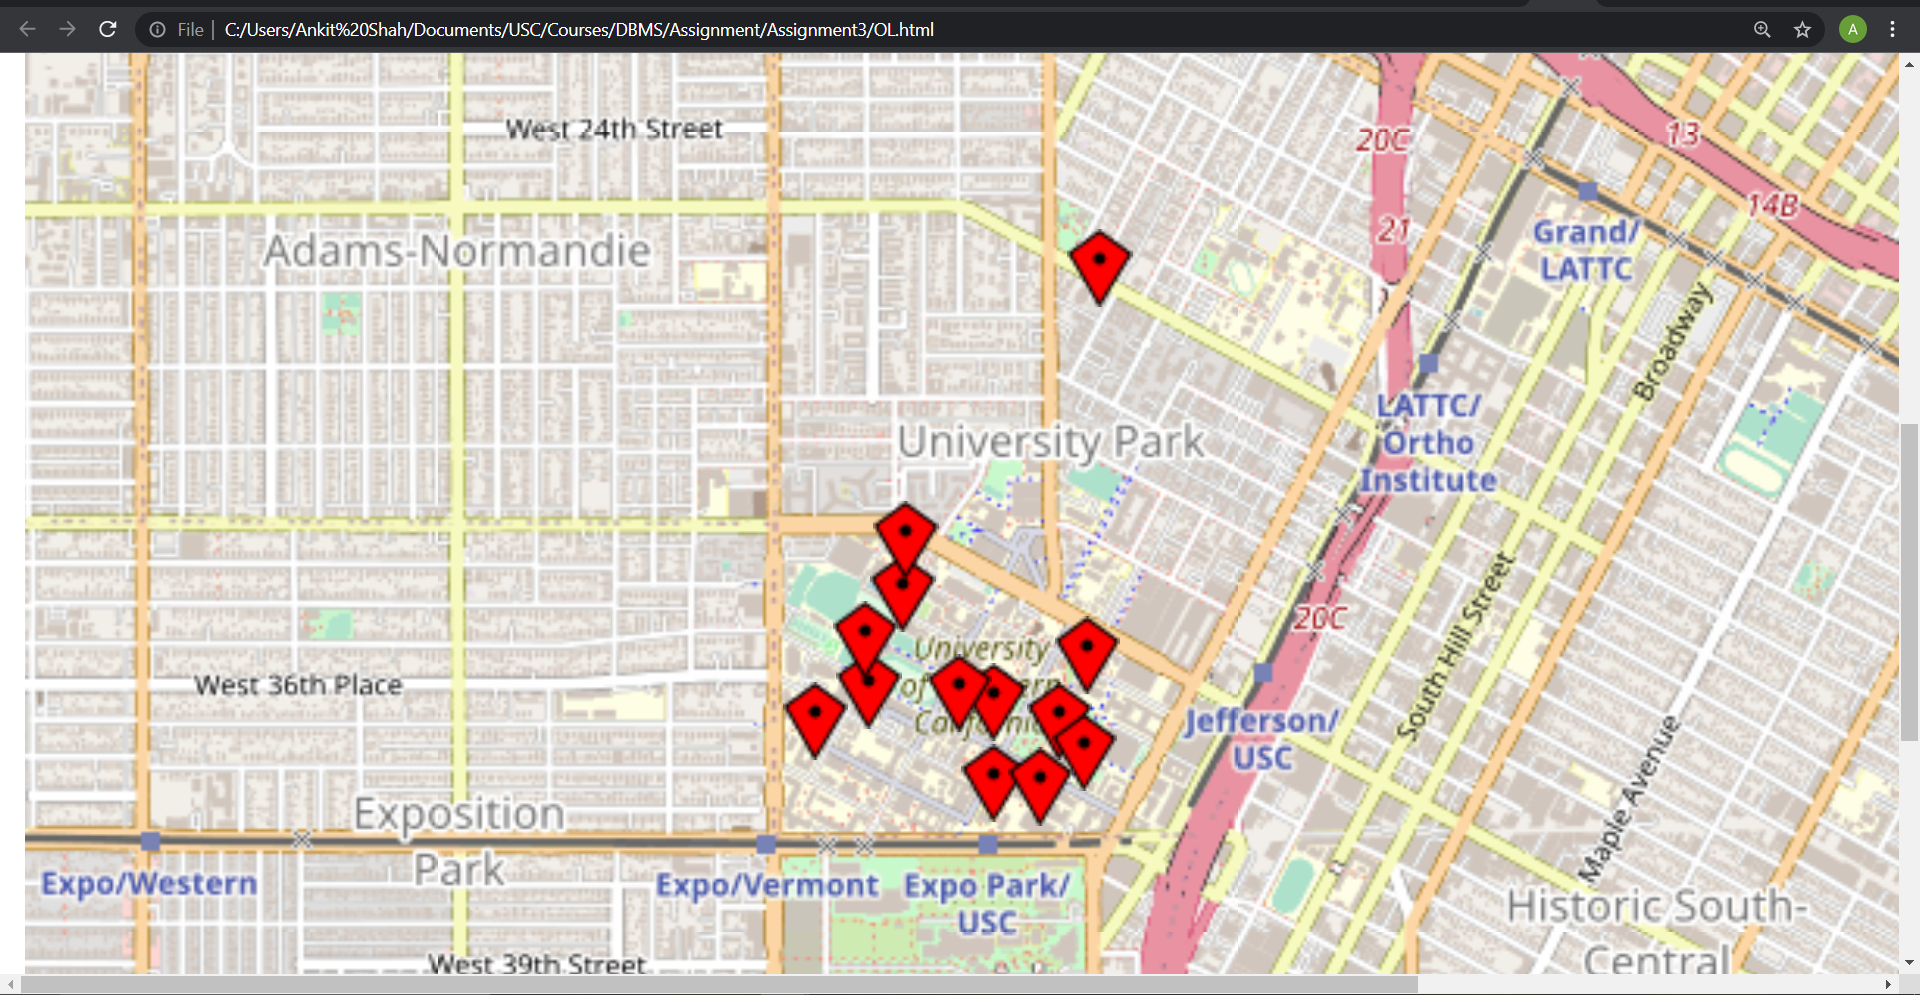 File
C:/Users/Ankit%20Shah/Documents/USC/Courses/DBMS/Assignment/Assignment3/OL.html
A
West 24th Street
20C
13
14B
21
Grand/
LATTC
Adams-Normandie
Broadway
LATTC/
Ortho
Institute
University Park
20C
South Hill Street
University
of
West 36th Place
Jefferson/
USC
Maple Avenue
Exposition
Park
Expo/Western
Expo/Vermont
Expo Park/
USC
Historic South-
Central
West 39th Street